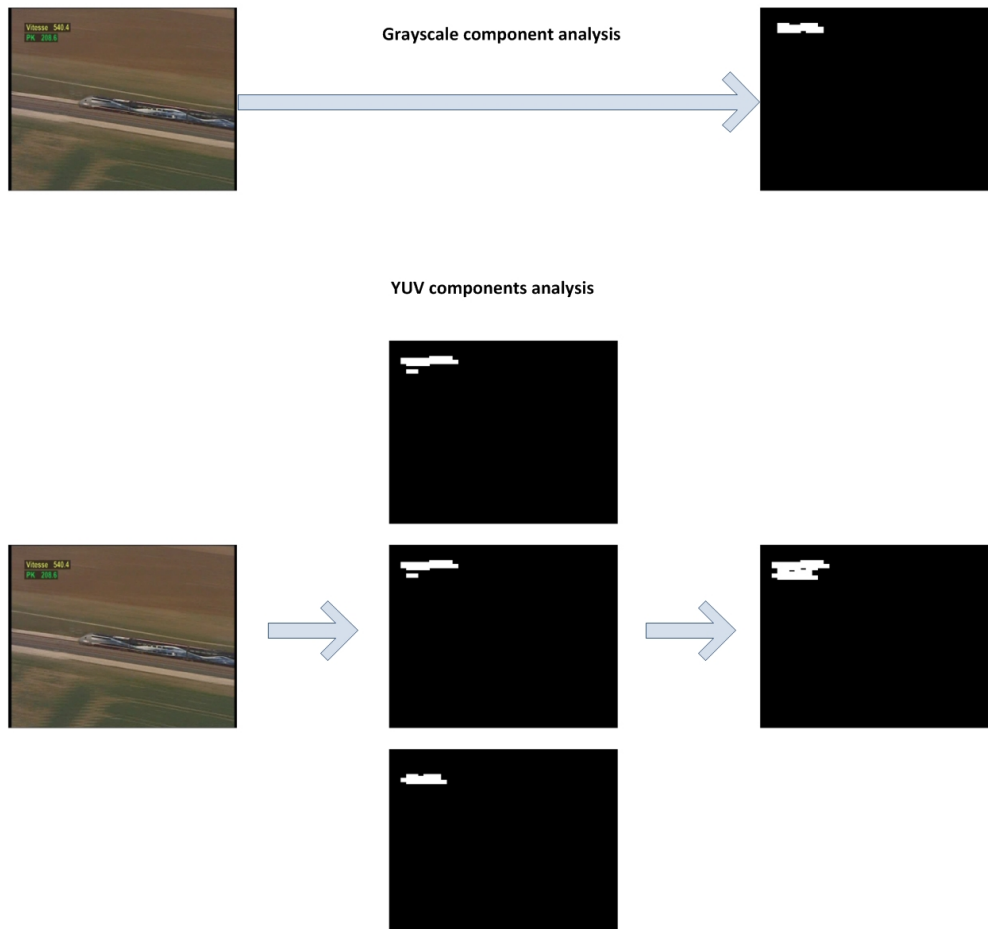 Grayscale component analysis
Vitesse 540.4
PK 208.6
YUV components analysis
Vitesse 540.4
PK 208.6